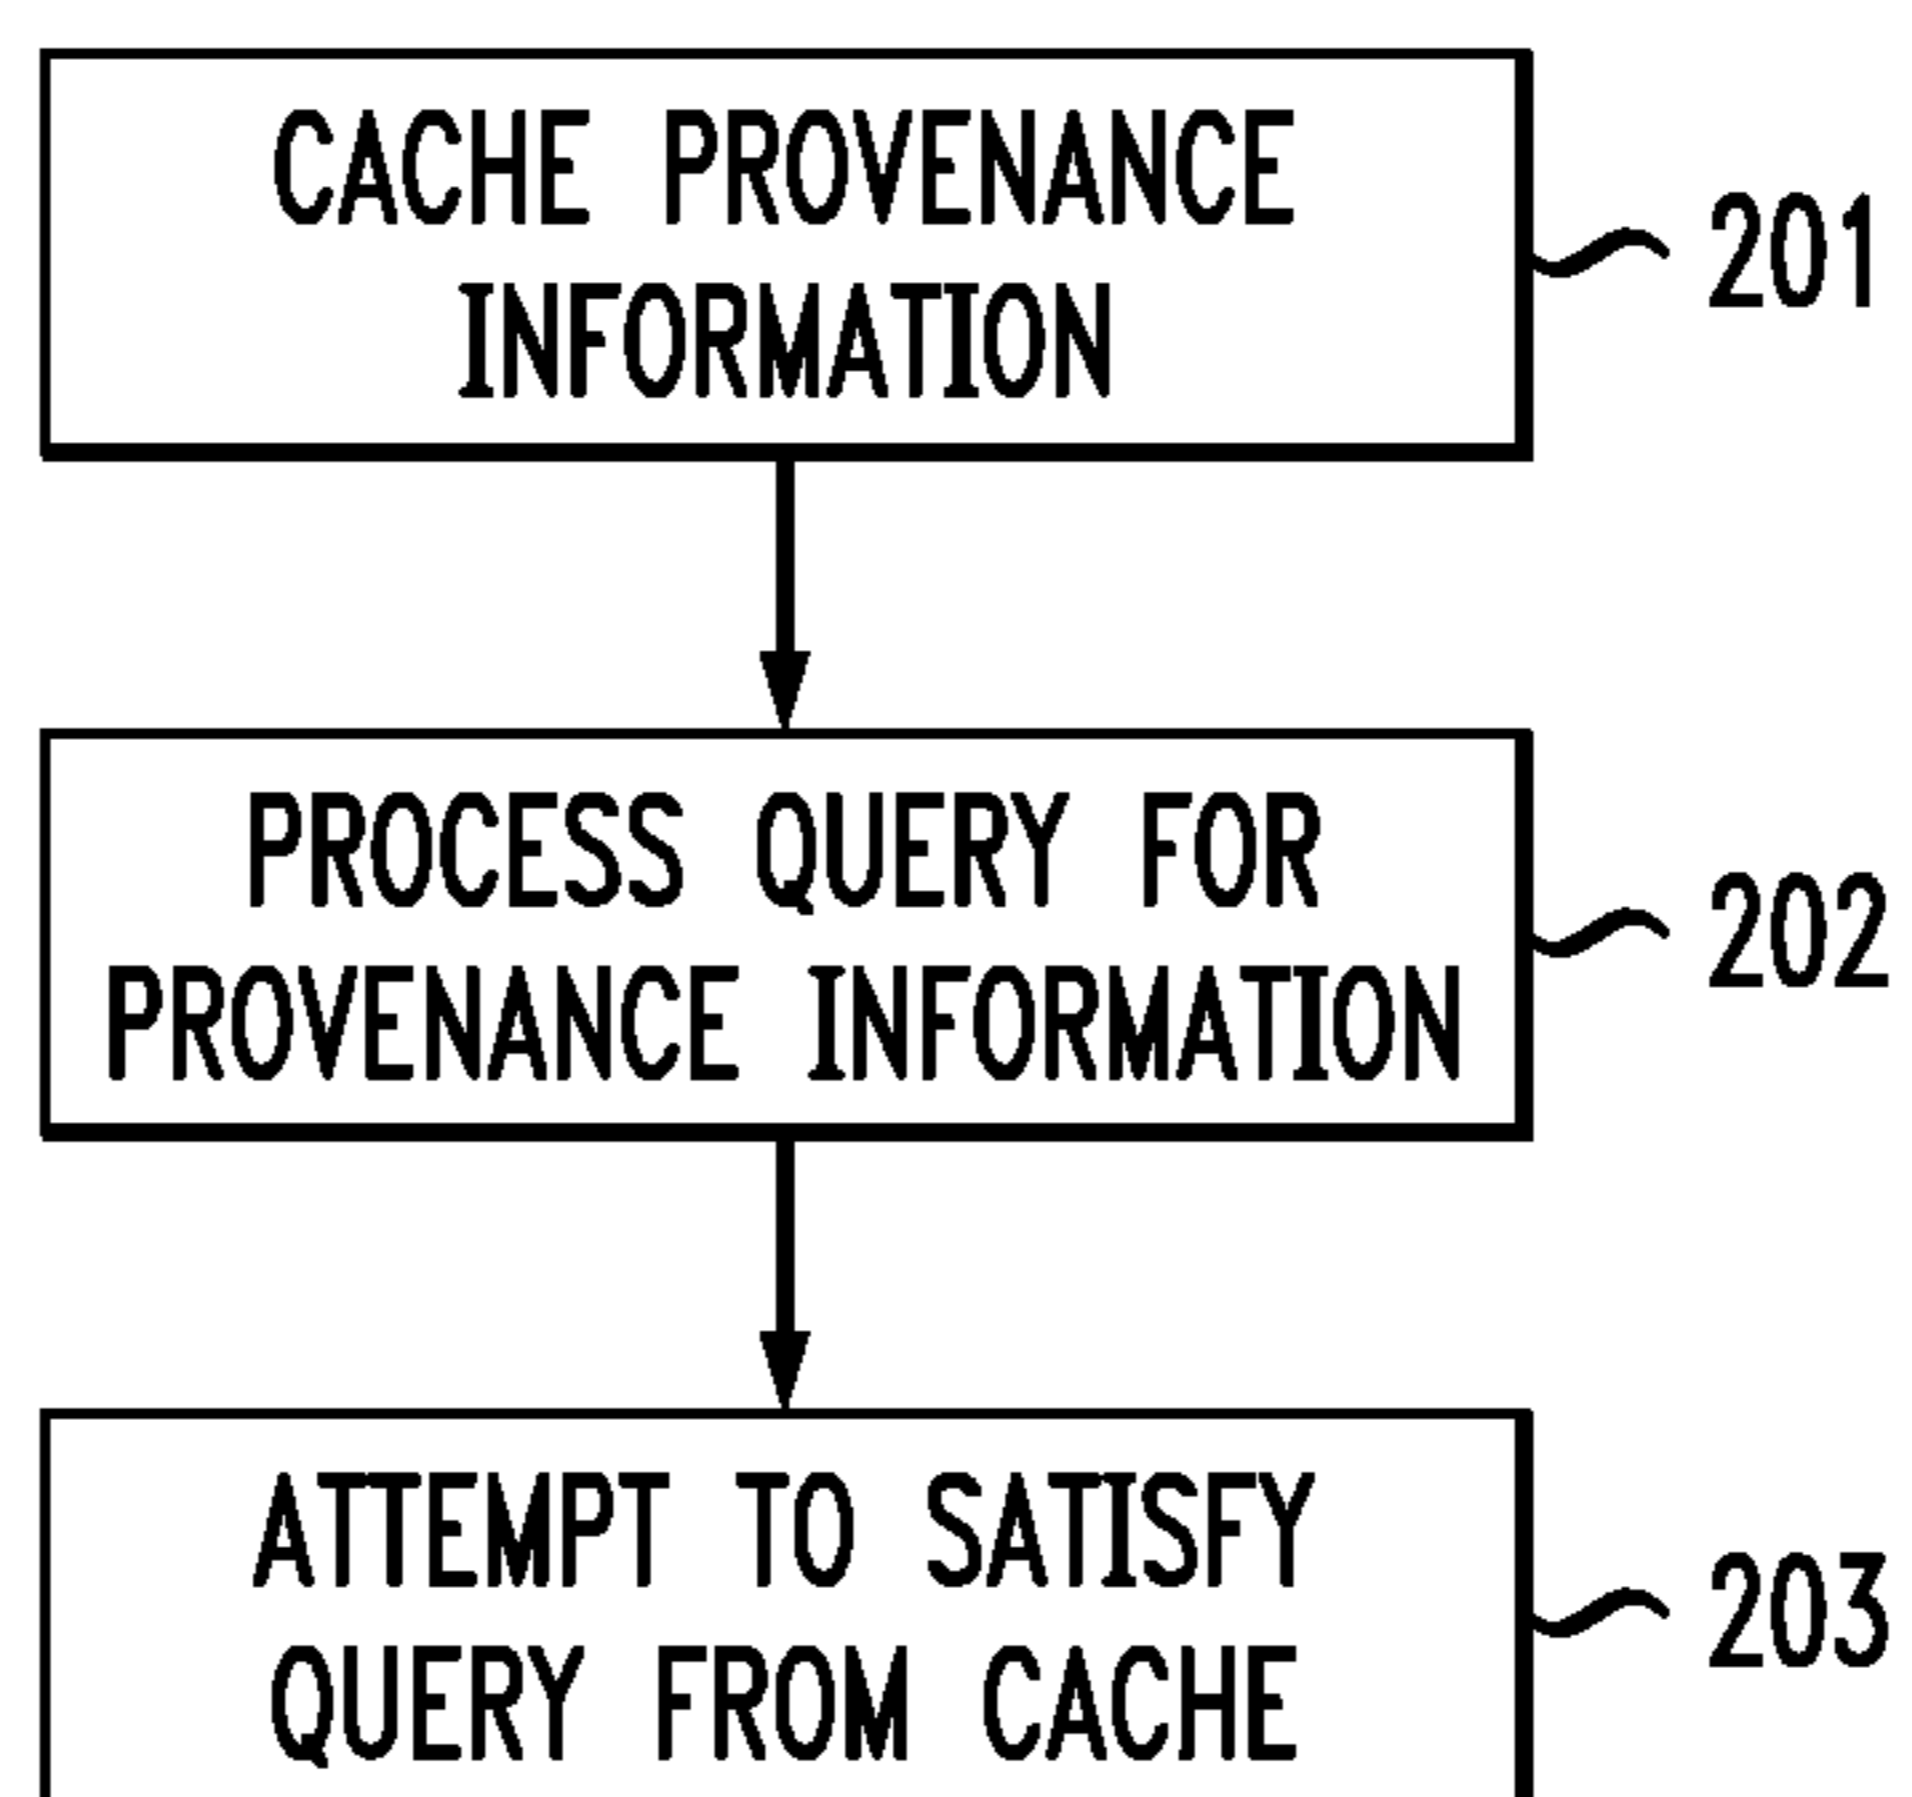 CACHE PROVENANCE
INFORMATION
201
PROCESS QUERY FOR
PROVENANCE INFORMATION
202
ATTEMPT TO SATISFY
QUERY FROM CACHE
203